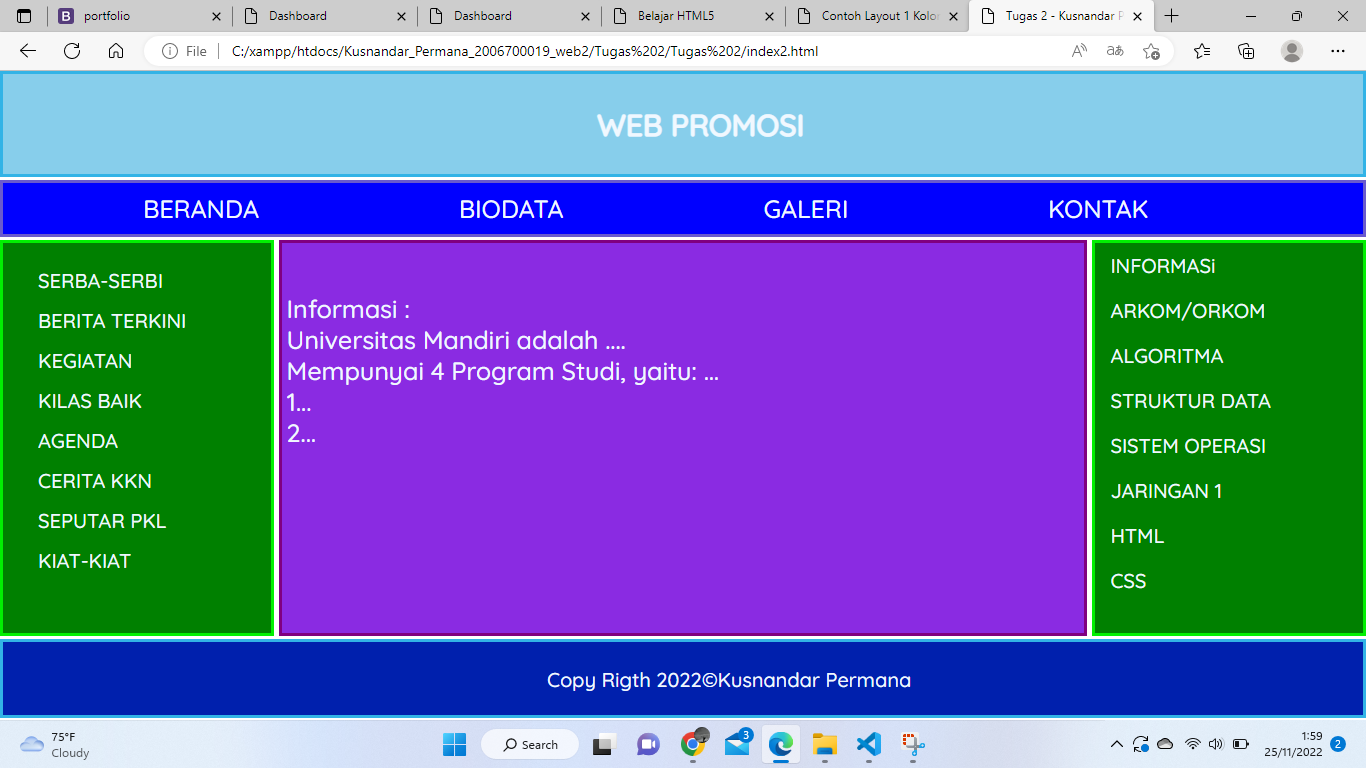 portfolio
Dashboard
Dashboard
Belajar HTML5
Contoh Layout 1 Kolo
Tugas 2 - Kusnandar P
File
C:/xampp/htdocs/Kusnandar_Permana_2006700019_web2/Tugas%202/Tugas%202/index2.html
WEB PROMOSI
BERANDA BIODATA GALERI KONTAK
SERBA-SERBI
BERITA TERKINI
KEGIATAN
KILAS BAIK
AGENDA
CERITA KKN
SEPUTAR PKL
KIAT-KIAT
Informasi :
Universitas Mandiri adalah ....
Mempunyai 4 Program Studi, yaitu: ...
1...
2...
INFORMASi
ARKOM/ORKOM
ALGORITMA
STRUKTUR DATA
SISTEM OPERASI
JARINGAN 1
HTML
CSS
Copy Rigth 2022©Kusnandar Permana
75°F
Cloudy
Search
3
1:59
25/11/2022
2